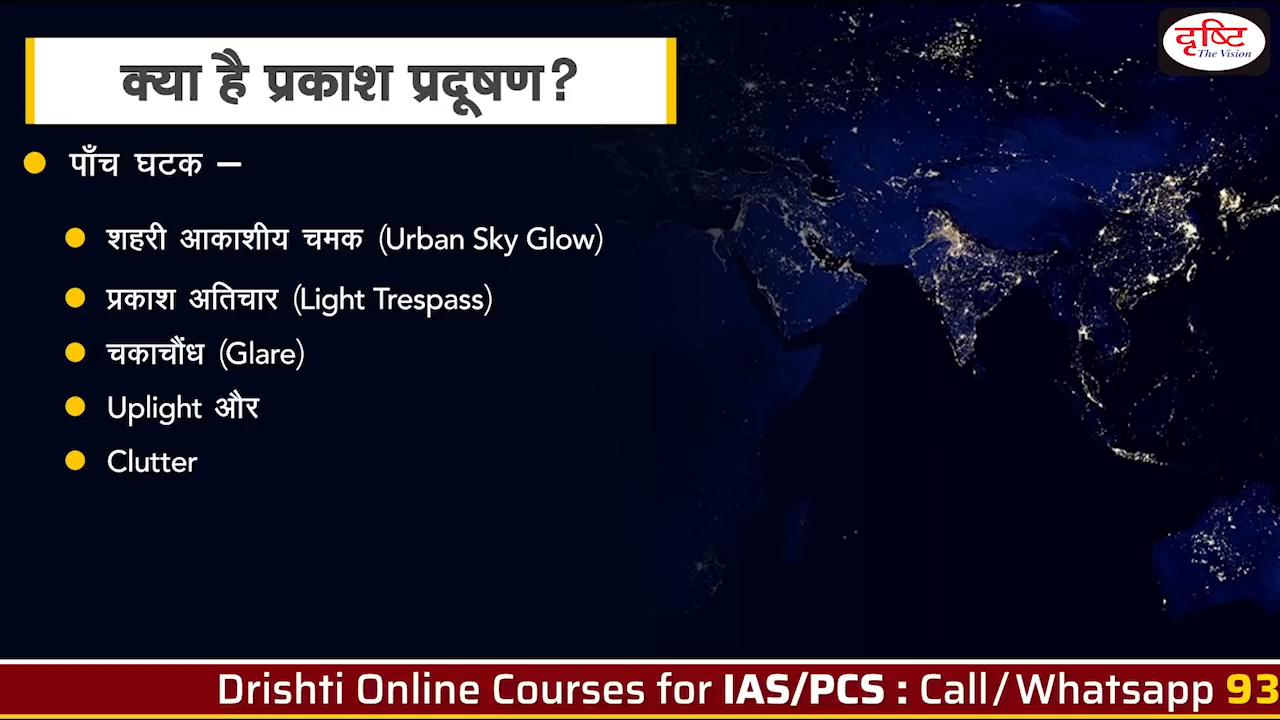 दृष्टि
The Vision
क्या है प्रकाश प्रदूषण?
पाँच घटक –
शहरी आकाशीय चमक (Urban Sky Glow)
प्रकाश अतिचार (Light Trespass)
चकाचौंध (Glare)
Uplight और
Clutter
Drishti Online Courses for IAS/PCS : Call/Whatsapp 93